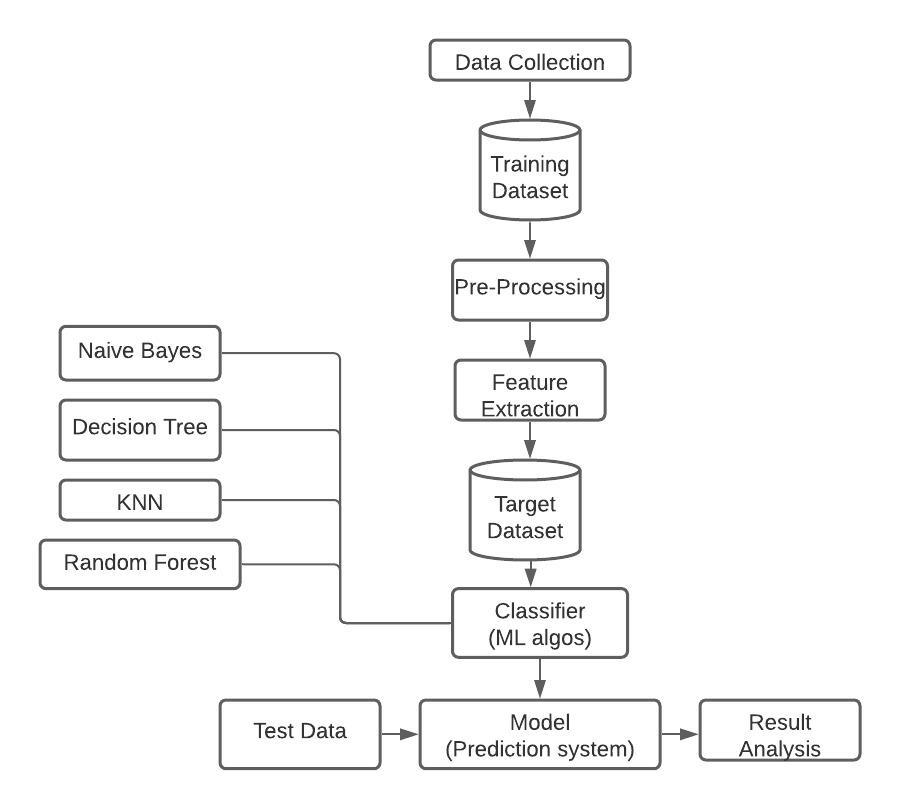 Data Collection
Training
Dataset
Pre-Processing
Naive Bayes
Feature
Extraction
Decision Tree
KNN
Target
Dataset
Random Forest
Classifier
(ML algos)
Test Data
Model
(Prediction system)
Result
Analysis